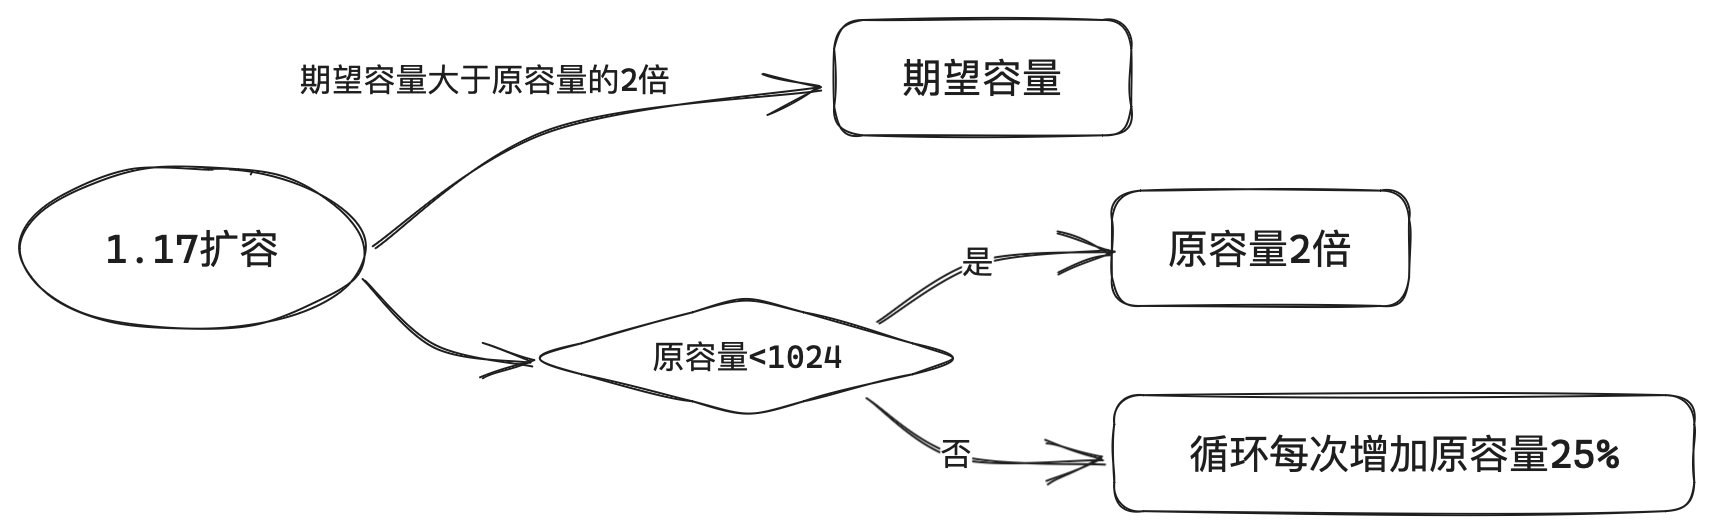 期望容量大于原容量的2倍
期望容量
1.17扩容
是
原容量2倍
原容量<1024
否
循环每次增加原容量25%